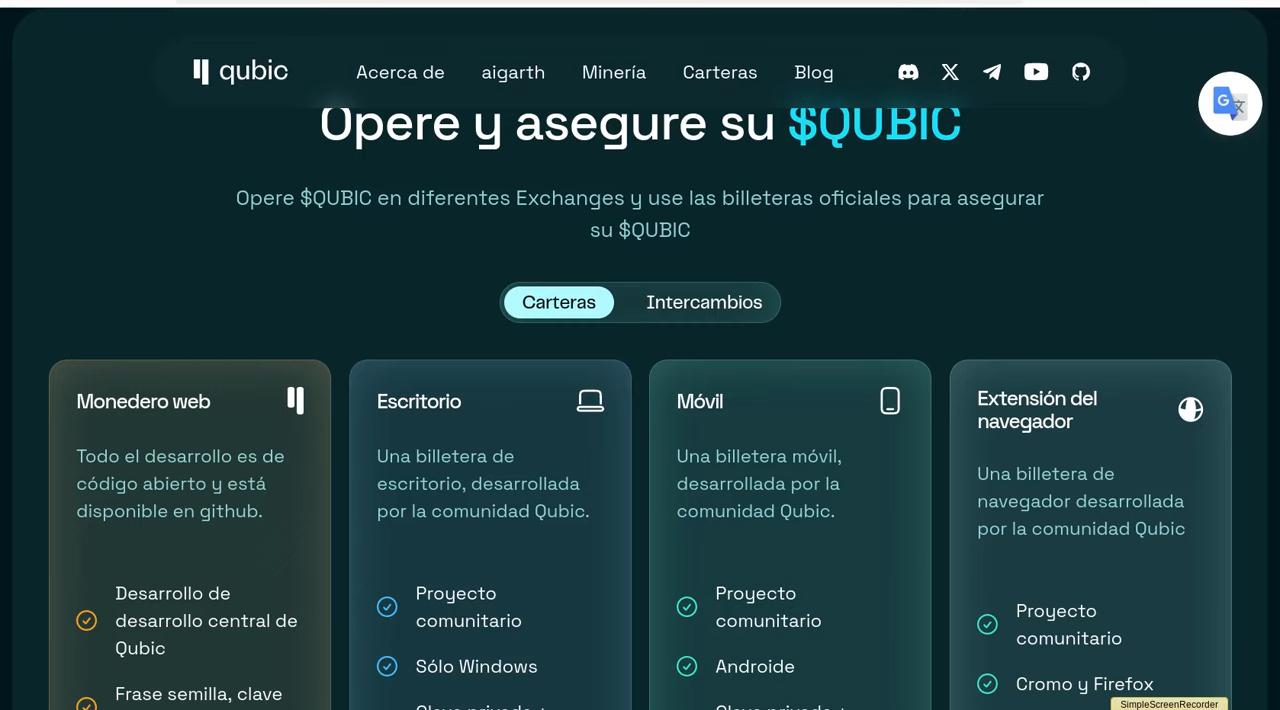 qubic
Acerca de
aigarth
Minería
Carteras
Blog
Opere y asegure su $QUBIC
Opere $QUBIC en diferentes Exchanges y use las billeteras oficiales para asegurar
su $QUBIC
Carteras
Intercambios
Monedero web
Todo el desarrollo es de
código abierto y está
disponible en github.
Desarrollo de
desarrollo central de
Qubic
Frase semilla, clave
Escritorio
Una billetera de
escritorio, desarrollada
por la comunidad Qubic.
Proyecto
comunitario
Sólo Windows
Clave privada +
Móvil
Una billetera móvil,
desarrollada por la
comunidad Qubic.
Proyecto
comunitario
Androide
Clave privada +
Extensión del
navegador
Una billetera de
navegador desarrollada
por la comunidad Qubic
Proyecto
comunitario
Cromo y Firefox
SimpleScreenRecorder